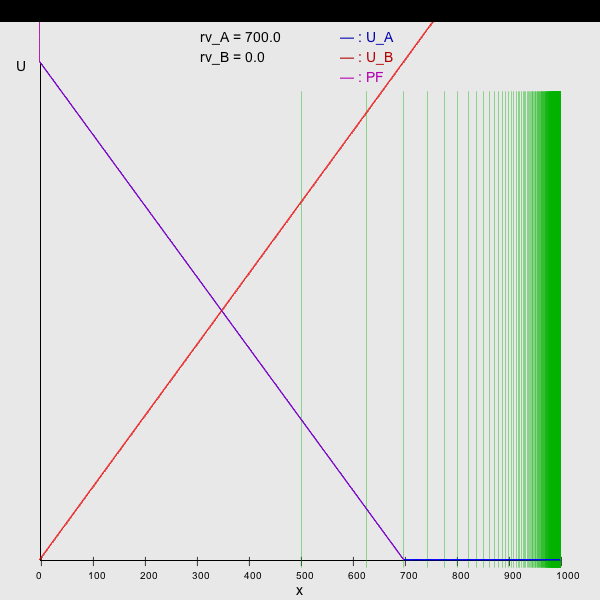 rv_A = 700.0
rv_B = 0.0
— : U_A
— : U_B
— : PF
U
0 100 200 300 400 500 600 700 800 900 1000
x